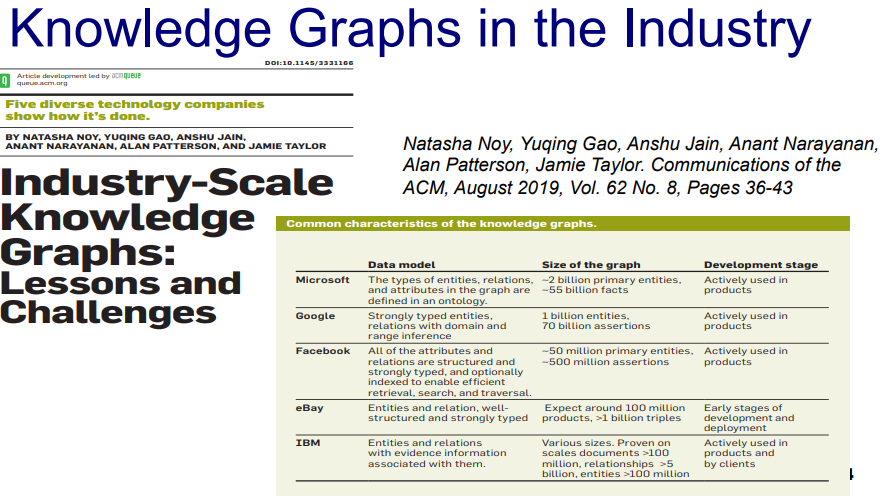 Knowledge Graphs in the Industry
DOI:10.1145/3331166
Article development led by acmqueue
queue.acm.org
Five diverse technology companies
show how it's done.
BY NATASHA NOY, YUQING GAO, ANSHU JAIN,
ANANT NARAYANAN, ALAN PATTERSON, AND JAMIE TAYLOR
Industry-Scale
Knowledge
Graphs:
Lessons and
Challenges
Natasha Noy, Yuqing Gao, Anshu Jain, Anant Narayanan,
Alan Patterson, Jamie Taylor. Communications of the
ACM, August 2019, Vol. 62 No. 8, Pages 36-43
Common characteristics of the knowledge graphs.
Data model Size of the graph Development stage
Microsoft The types of entities, relations, ~2 billion primary entities, Actively used in
and attributes in the graph are ~55 billion facts products
defined in an ontology.
Google Strongly typed entities, 1 billion entities, Actively used in
relations with domain and 70 billion assertions products
range inference
Facebook All of the attributes and ~50 million primary entities, Actively used in
relations are structured and ~500 million assertions products
strongly typed, and optionally
indexed to enable efficient
retrieval, search, and traversal.
eBay Entities and relation, well- Expect around 100 million Early stages of
structured and strongly typed products, >1 billion triples development and
deployment
IBM Entities and relations Various sizes. Proven on Actively used in
with evidence information scales documents >100 products and
associated with them. million, relationships >5 by clients
billion, entities >100 million